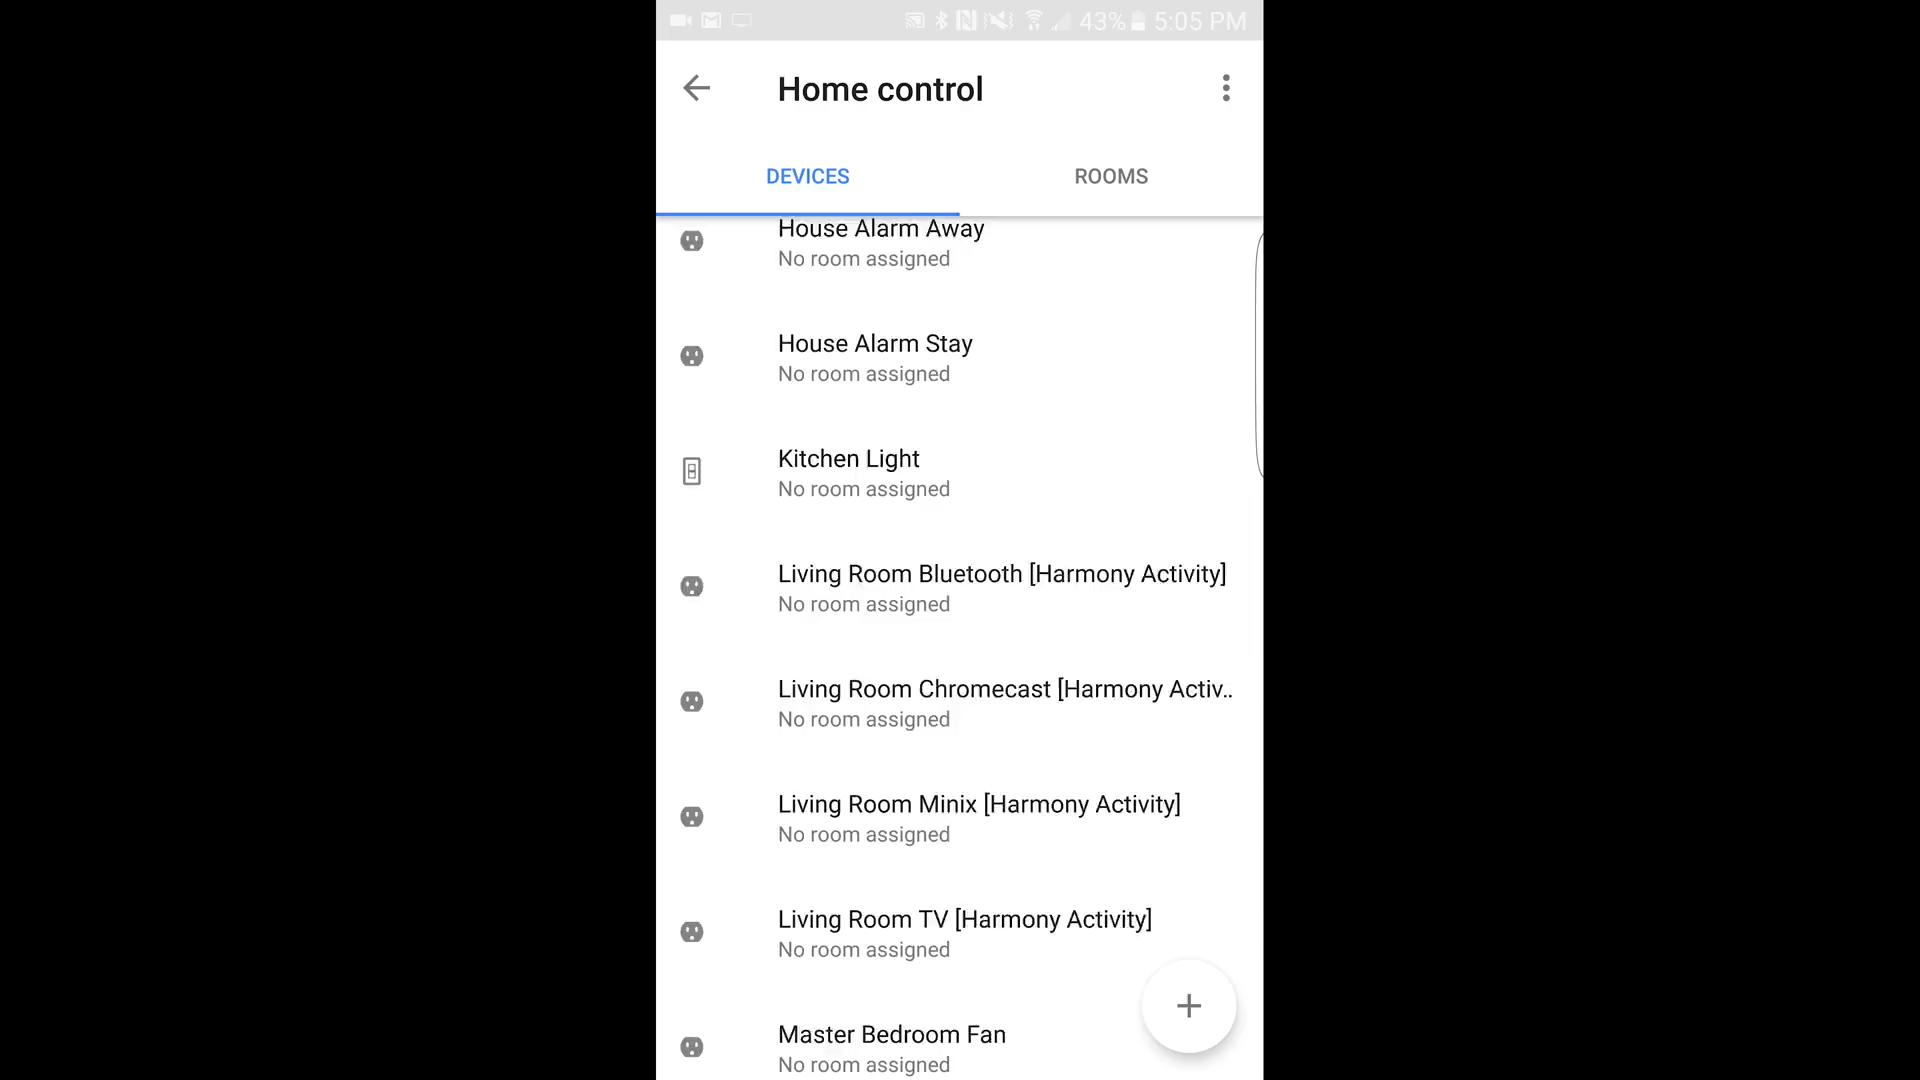 43% 5:05 PM
Home control
DEVICES ROOMS
House Alarm Away
No room assigned
House Alarm Stay
No room assigned
Kitchen Light
No room assigned
Living Room Bluetooth [Harmony Activity]
No room assigned
Living Room Chromecast [Harmony Activ..
No room assigned
Living Room Minix [Harmony Activity]
No room assigned
Living Room TV [Harmony Activity]
No room assigned
Master Bedroom Fan
No room assigned